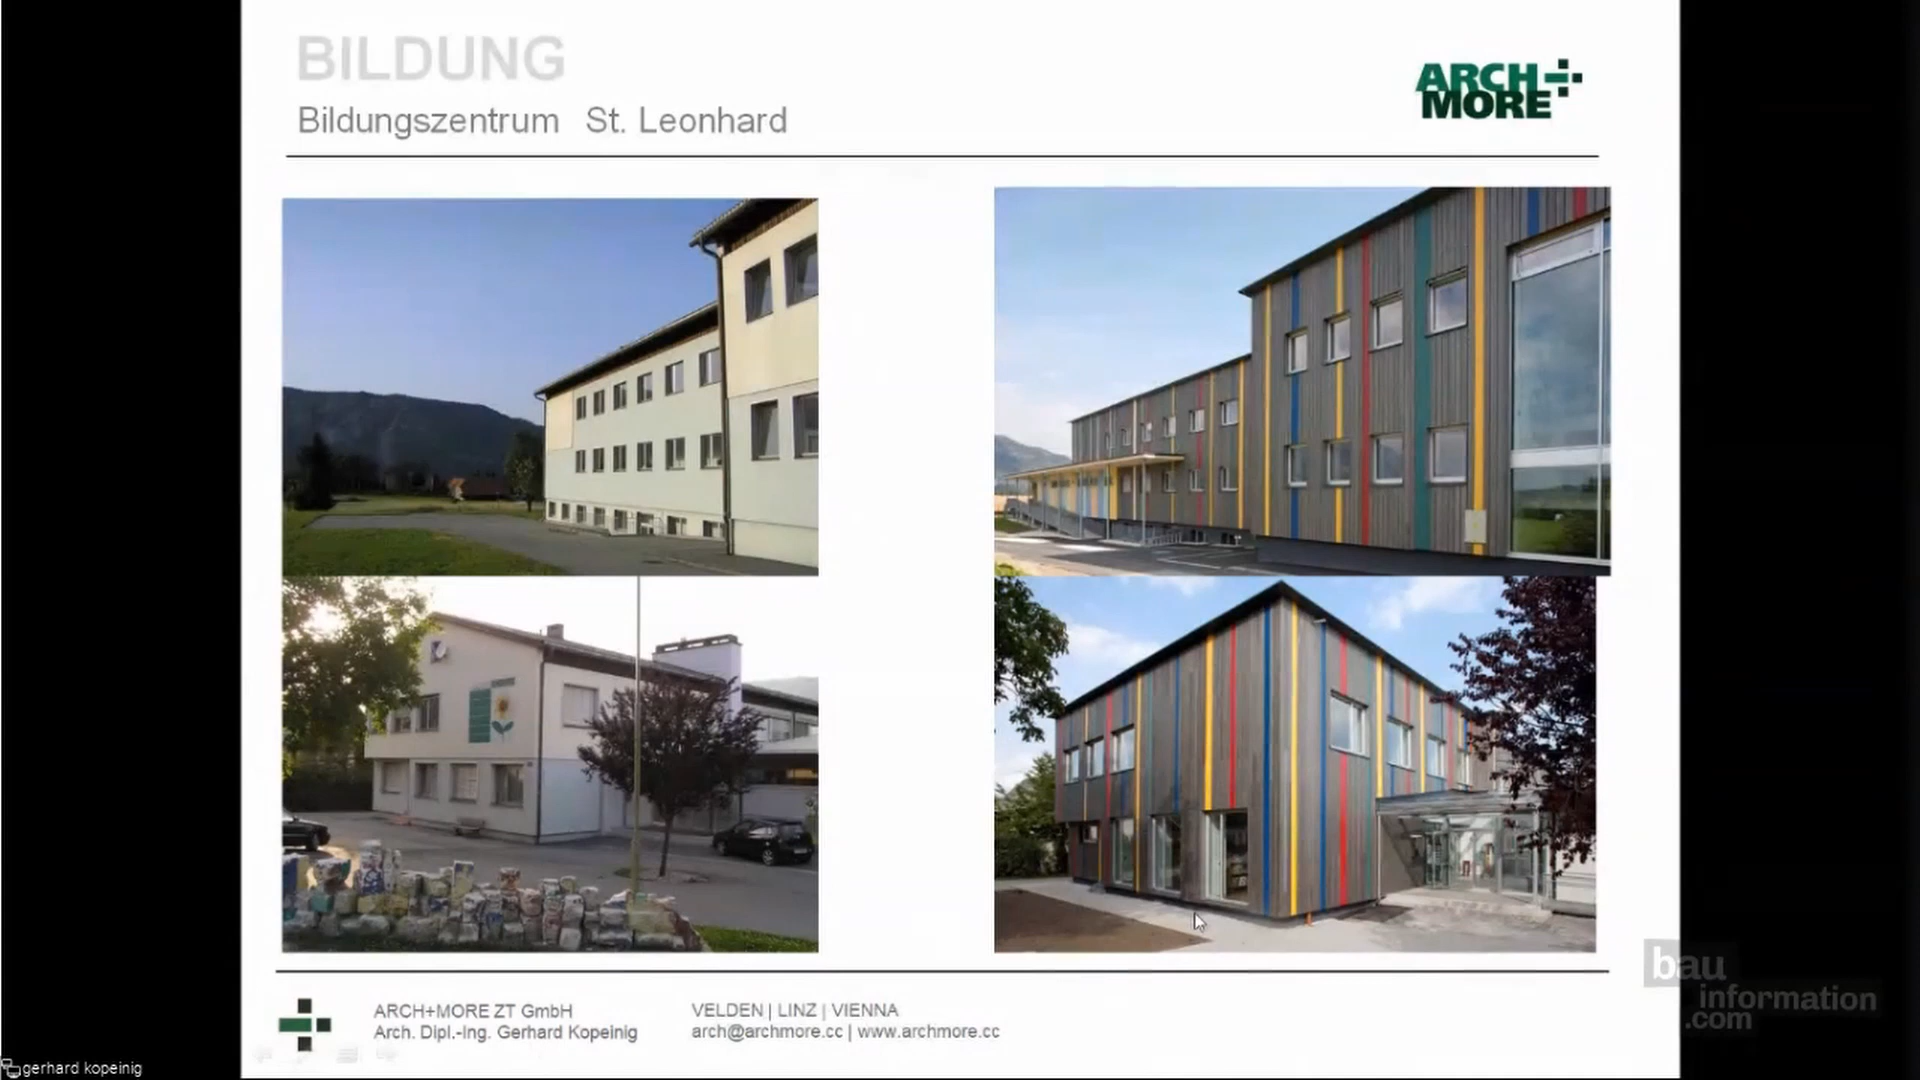 BILDUNG
Bildungszentrum St. Leonhard
ARCH
MORE
ARCH+MORE ZT GmbH
Arch. Dipl.-Ing. Gerhard Kopeinig
VELDEN | LINZ | VIENNA
arch@archmore.cc | www.archmore.cc
bau
information
.com
gerhard kopeinig